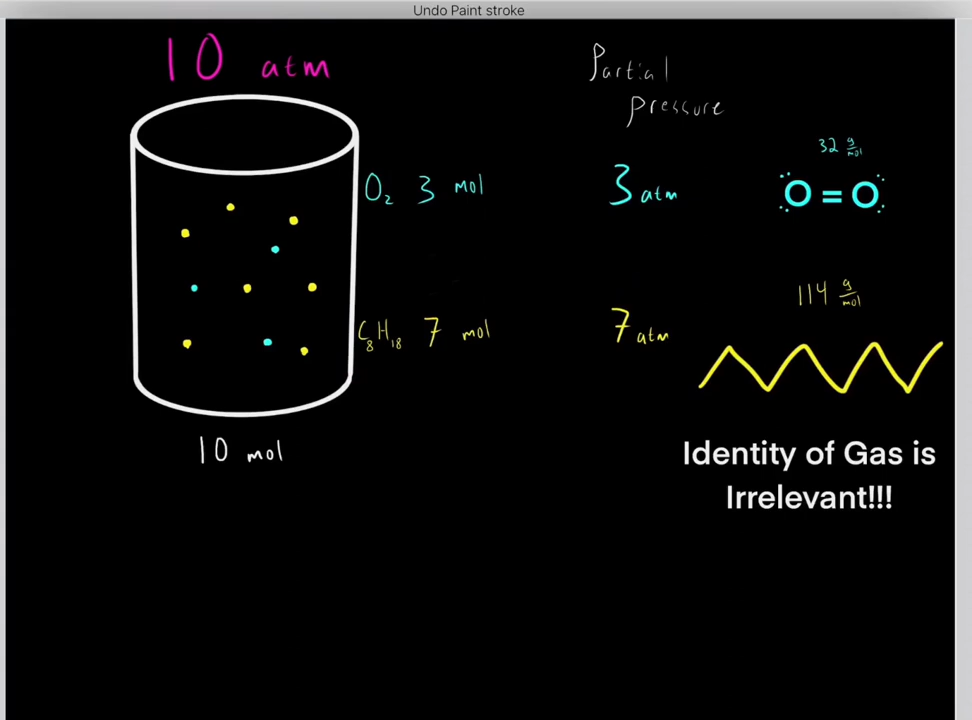 Undo Paint stroke
10 atm
Partial
pressure
32 g/mol
O₂ 3 mol
3 atm
O = O
114 g/mol
C₈H₁₈ 7 mol
7 atm
10 mol
Identity of Gas is
Irrelevant!!!